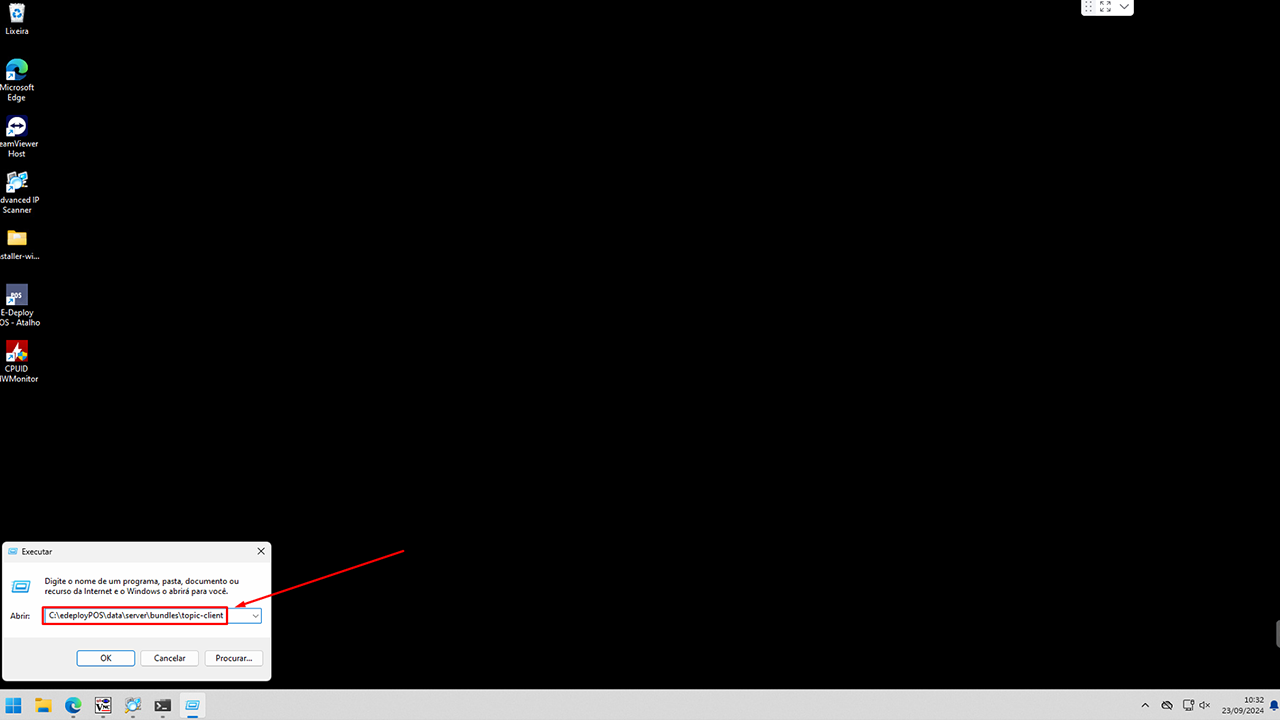 Lixeira
Microsoft
Edge
eamViewer
Host
dvanced IP
Scanner
staller-wi...
POS
E-Deploy
OS - Atalho
CPUID
IWMonitor
Executar
Digite o nome de um programa, pasta, documento ou
recurso da Internet e o Windows o abrirá para você.
Abrir:
C:\edeployPOS\data\server\bundles\topic-client
OK
Cancelar
Procurar...
10:32
23/09/2024